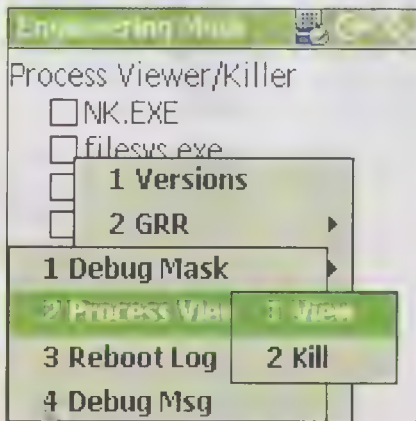 Engineering Mode
Process Viewer/Killer
NK.EXE
filesys.exe
1 Versions
2 GRR
1 Debug Mask
2 Process View
1 View
3 Reboot Log
2 Kill
4 Debug Msg